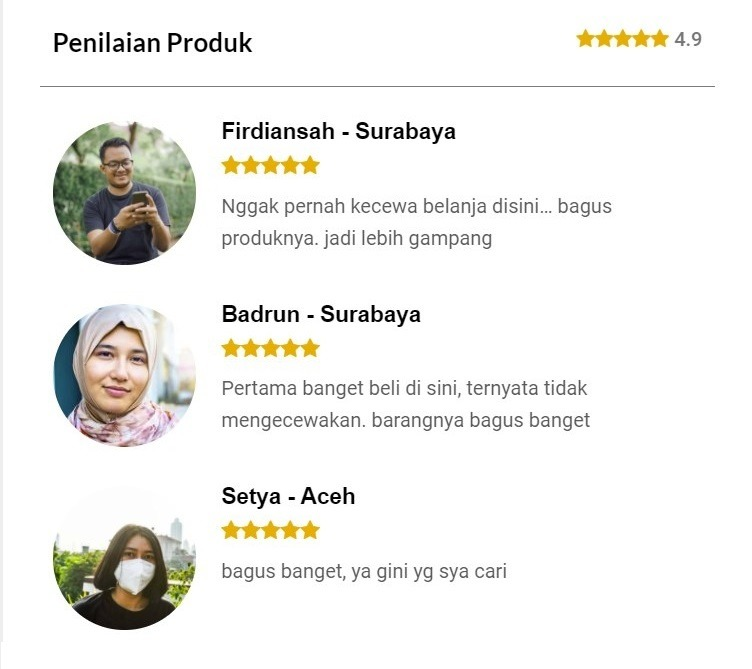 Penilaian Produk
4.9
Firdiansah - Surabaya
Nggak pernah kecewa belanja disini... bagus
produknya. jadi lebih gampang
Badrun - Surabaya
Pertama banget beli di sini, ternyata tidak
mengecewakan. barangnya bagus banget
Setya - Aceh
bagus banget, ya gini yg sya cari